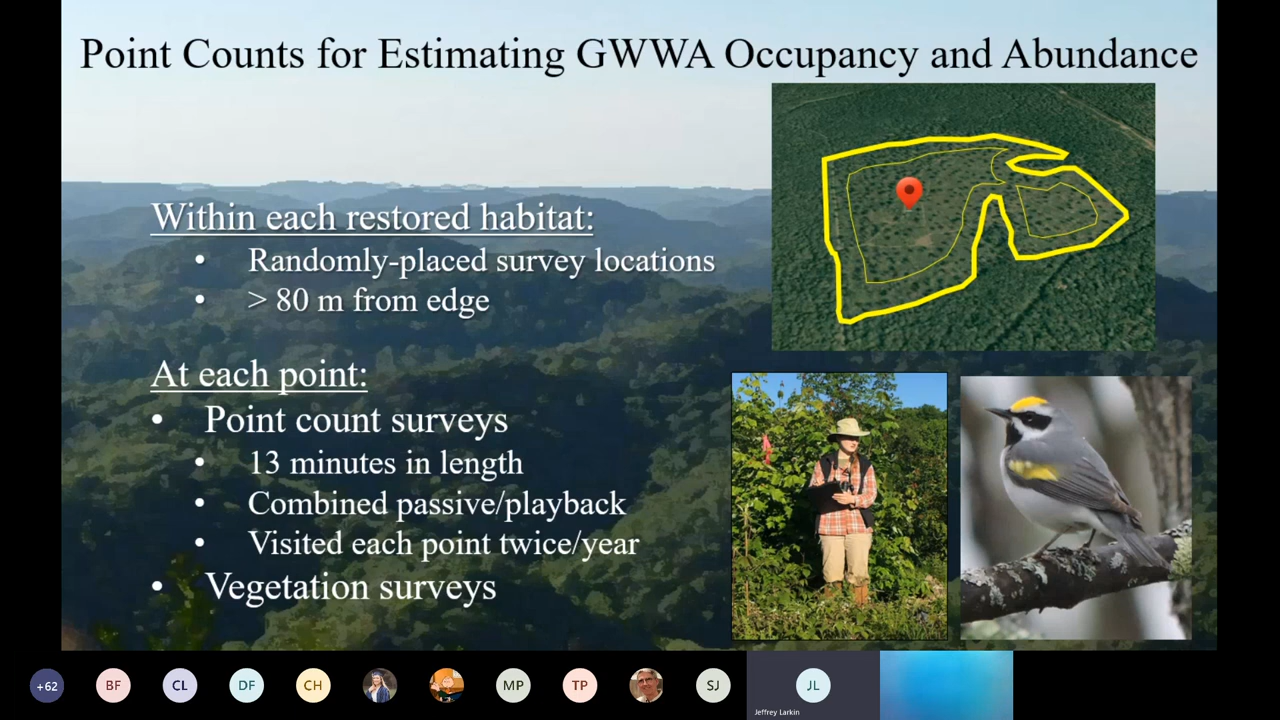 Point Counts for Estimating GWWA Occupancy and Abundance
Within each restored habitat:
• Randomly-placed survey locations
• > 80 m from edge
At each point:
• Point count surveys
• 13 minutes in length
• Combined passive/playback
• Visited each point twice/year
• Vegetation surveys
+62 BF CL DF CH MP TP SJ JL
Jeffrey Larkin